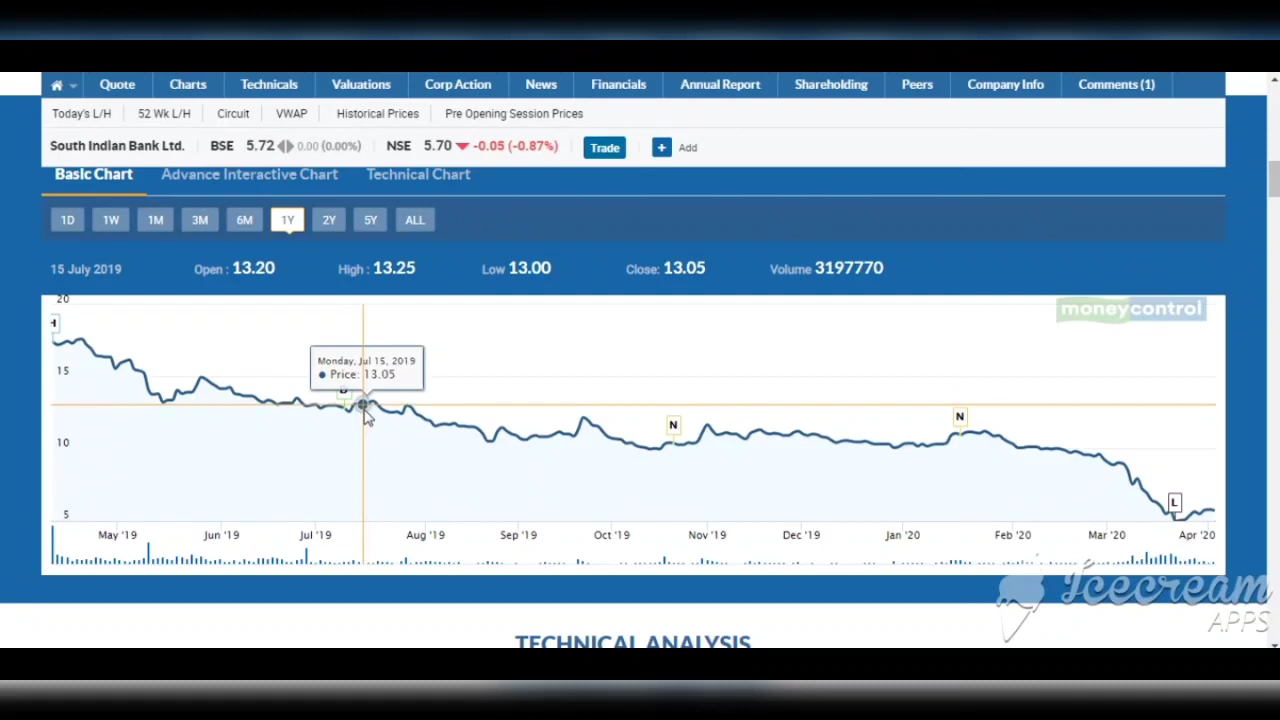 Quote Charts Technicals Valuations Corp Action News Financials Annual Report Shareholding Peers Company Info Comments (1)
Today's L/H 52 Wk L/H Circuit VWAP Historical Prices Pre Opening Session Prices
South Indian Bank Ltd. BSE 5.72 0.00 (0.00%) NSE 5.70 -0.05 (-0.87%) Trade + Add
Basic Chart Advance Interactive Chart Technical Chart
1D 1W 1M 3M 6M 1Y 2Y 5Y ALL
15 July 2019 Open : 13.20 High : 13.25 Low 13.00 Close: 13.05 Volume 3197770
20
moneycontrol
H
Monday, Jul 15, 2019
Price: 13.05
15
D
N
N
10
L
5
May '19 Jun '19 Jul '19 Aug '19 Sep '19 Oct '19 Nov '19 Dec '19 Jan '20 Feb '20 Mar '20 Apr '20
Icecream
APPS
TECHNICAL ANALYSIS